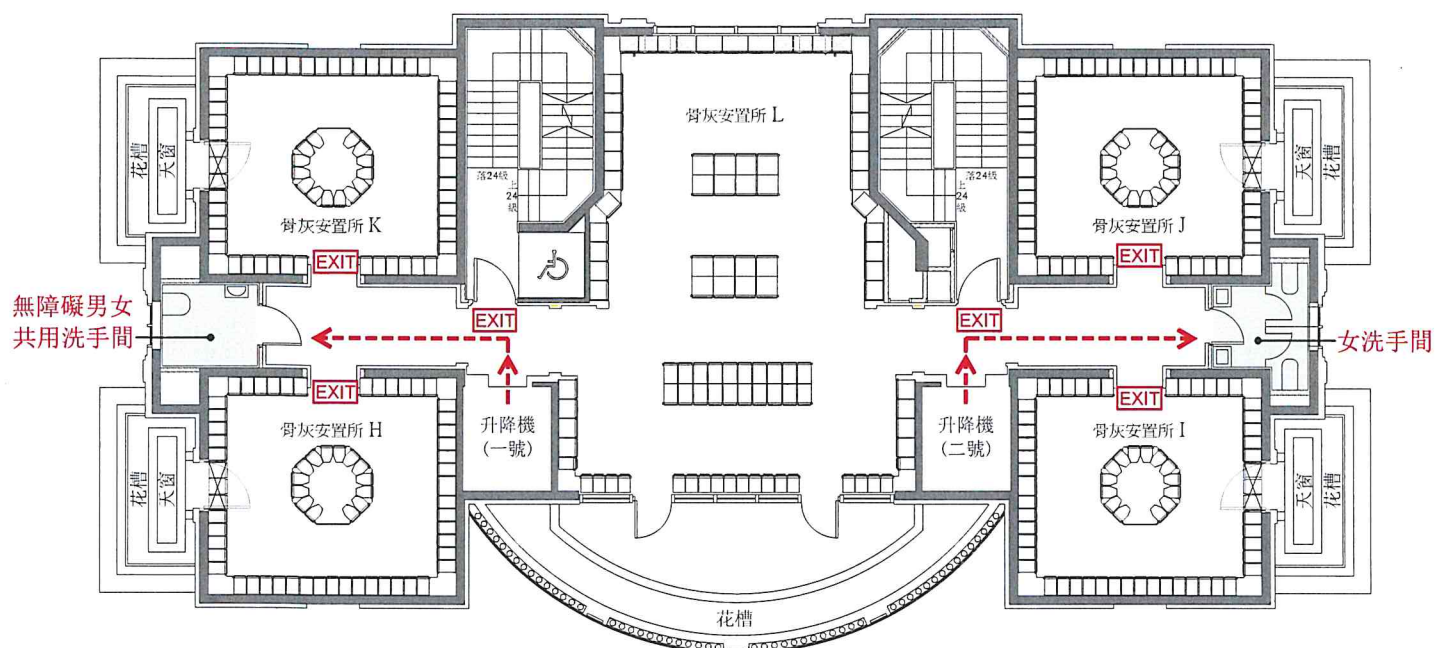 骨灰安置所 L
花槽
天窗
天窗
花槽
落24級
上
24
級
落24級
上
24
級
骨灰安置所 K
骨灰安置所 J
EXIT
EXIT
無障礙男女
共用洗手間
EXIT
EXIT
女洗手間
EXIT
EXIT
骨灰安置所 H
升降機
(一號)
升降機
(二號)
骨灰安置所 I
花槽
天窗
天窗
花槽
花槽